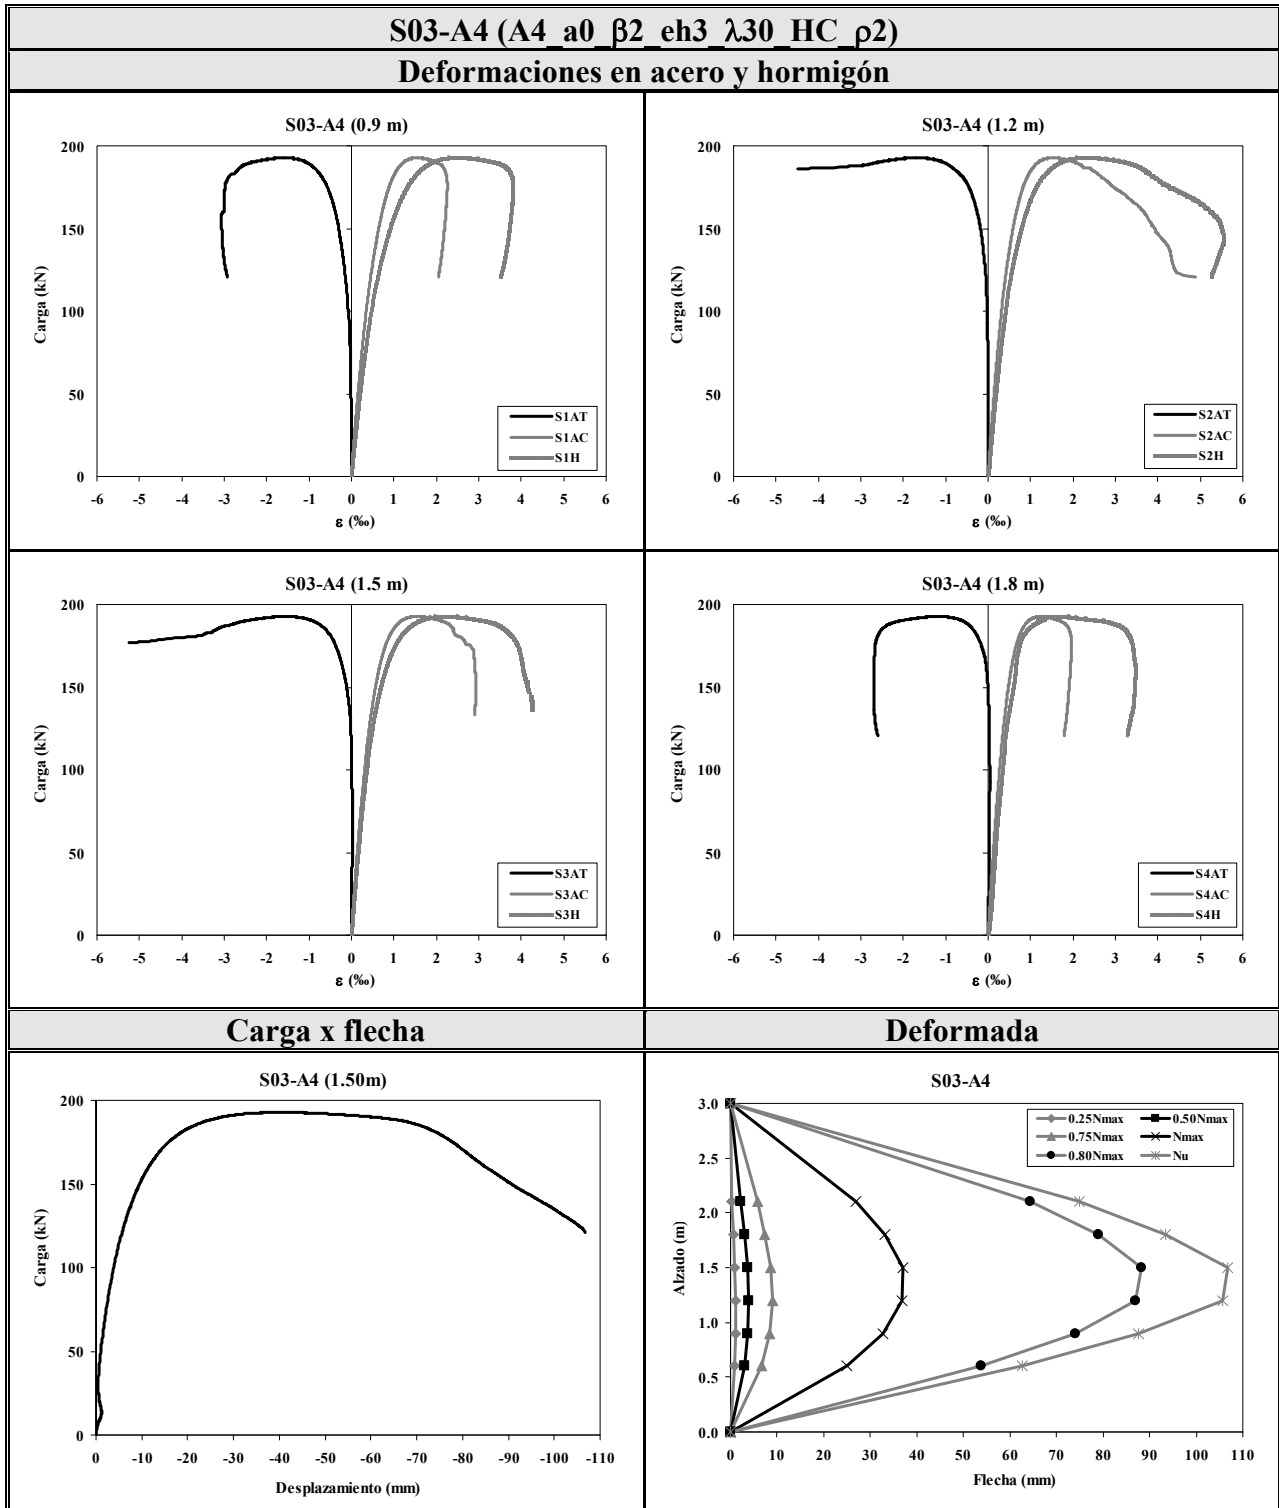 S03-A4 (A4_a0_β2_eh3_λ30_HC_ρ2)
Deformaciones en acero y hormigón
S03-A4 (0.9 m)
200
150
100
50
0
Carga (kN)
-6 -5 -4 -3 -2 -1 0 1 2 3 4 5 6
ε (‰)
S1AT
S1AC
S1H
S03-A4 (1.2 m)
200
150
100
50
0
Carga (kN)
-6 -5 -4 -3 -2 -1 0 1 2 3 4 5 6
ε (‰)
S2AT
S2AC
S2H
S03-A4 (1.5 m)
200
150
100
50
0
Carga (kN)
-6 -5 -4 -3 -2 -1 0 1 2 3 4 5 6
ε (‰)
S3AT
S3AC
S3H
S03-A4 (1.8 m)
200
150
100
50
0
Carga (kN)
-6 -5 -4 -3 -2 -1 0 1 2 3 4 5 6
ε (‰)
S4AT
S4AC
S4H
Carga x flecha
S03-A4 (1.50m)
200
150
100
50
0
Carga (kN)
0 -10 -20 -30 -40 -50 -60 -70 -80 -90 -100 -110
Desplazamiento (mm)
Deformada
S03-A4
3.0
2.5
2.0
1.5
1.0
0.5
0.0
Alzado (m)
0.25Nmax 0.50Nmax
0.75Nmax Nmax
0.80Nmax Nu
0 10 20 30 40 50 60 70 80 90 100 110
Flecha (mm)